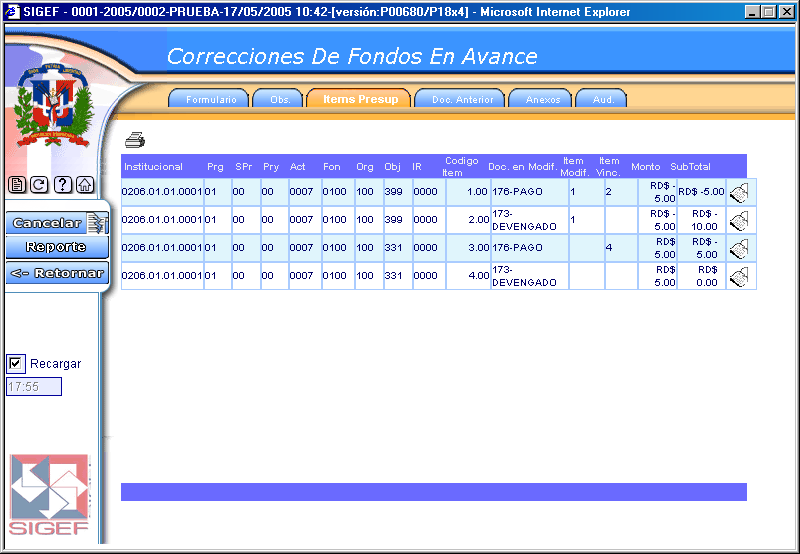 SIGEF - 0001-2005/0002-PRUEBA-17/05/2005 10:42-[versión:P00680/P18x4] - Microsoft Internet Explorer
Correcciones De Fondos En Avance
Formulario Obs. Items Presup Doc. Anterior Anexos Aud.
Institucional Prg SPr Pry Act Fon Org Obj IR Codigo Item Doc. en Modif. Item Modif. Item Vinc. Monto SubTotal
0206.01.01.0001 01 00 00 0007 0100 100 399 0000 1.00 176-PAGO 1 2 RD$ -5.00 RD$ -5.00
0206.01.01.0001 01 00 00 0007 0100 100 399 0000 2.00 173-DEVENGADO 1 RD$ -5.00 RD$ -10.00
0206.01.01.0001 01 00 00 0007 0100 100 331 0000 3.00 176-PAGO 4 RD$ 5.00 RD$ -5.00
0206.01.01.0001 01 00 00 0007 0100 100 331 0000 4.00 173-DEVENGADO RD$ 5.00 RD$ 0.00
Cancelar
Reporte
<- Retornar
Recargar
17:55
SIGEF